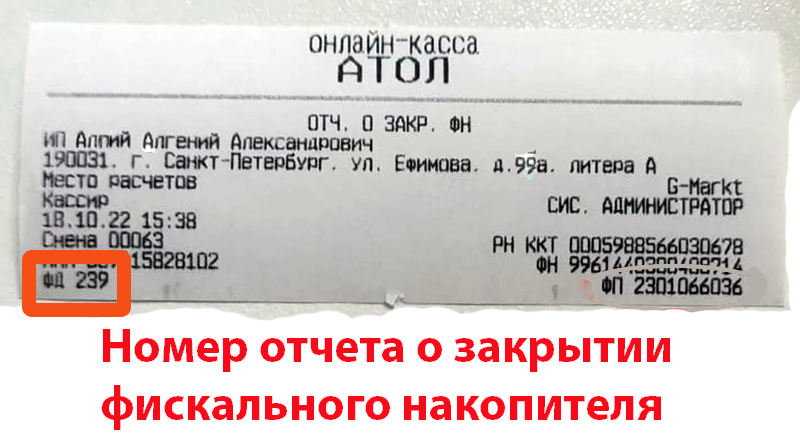 ОНЛАЙН-КАССА
АТОЛ
ОТЧ. О ЗАКР. ФН
ИП Алпий Алгений Александрович
190031. г. Санкт-Петербург. ул. Ефимова. д.99а. литера А
Место расчетов G-Markt
Кассир СИС. АДМИНИСТРАТОР
18.10.22 15:38
Смена 00063 РН ККТ 0005988566030678
15828102 ФН
ФД 239 ФП 2301066036
Номер отчета о закрытии
фискального накопителя